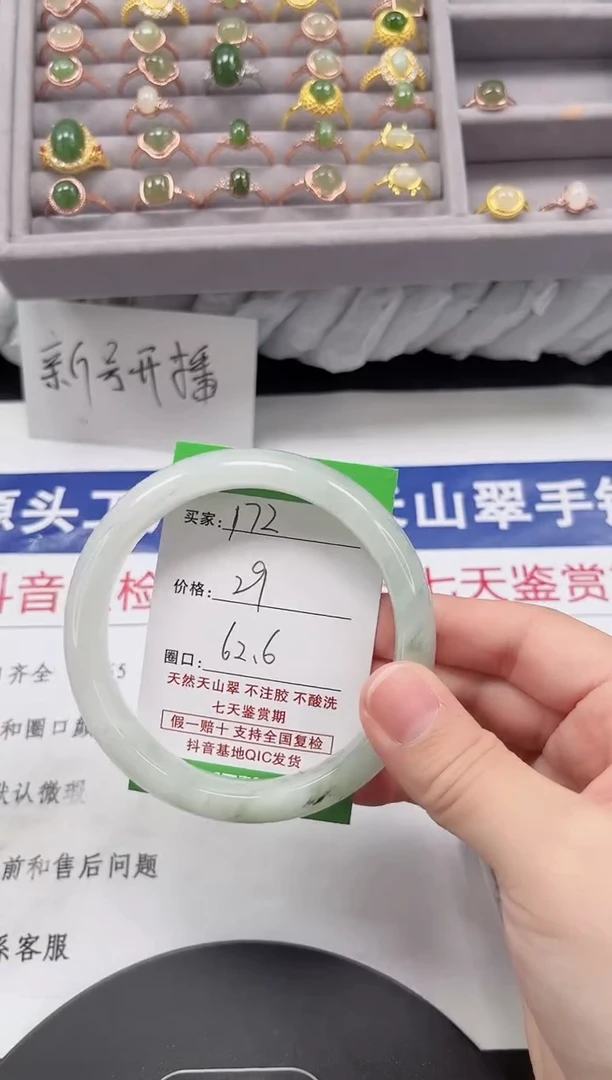 新号开播
源头工
天山翠手镯
买家: 172
抖音
检
七天鉴赏
价格: 29
圈口: 62.6
齐全
5
天然天山翠 不注胶 不酸洗
七天鉴赏期
和圈口
假一赔十 支持全国复检
抖音基地QIC发货
默认微瑕
前和售后问题
系客服